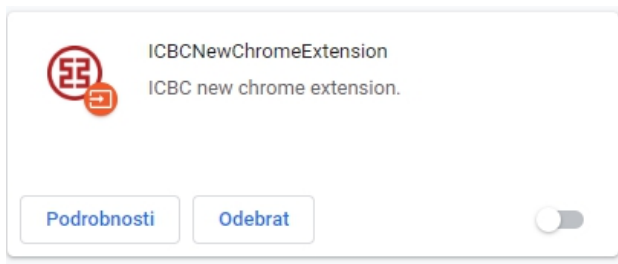 ICBCNewChromeExtension
ICBC new chrome extension.
Podrobnosti
Odebrat